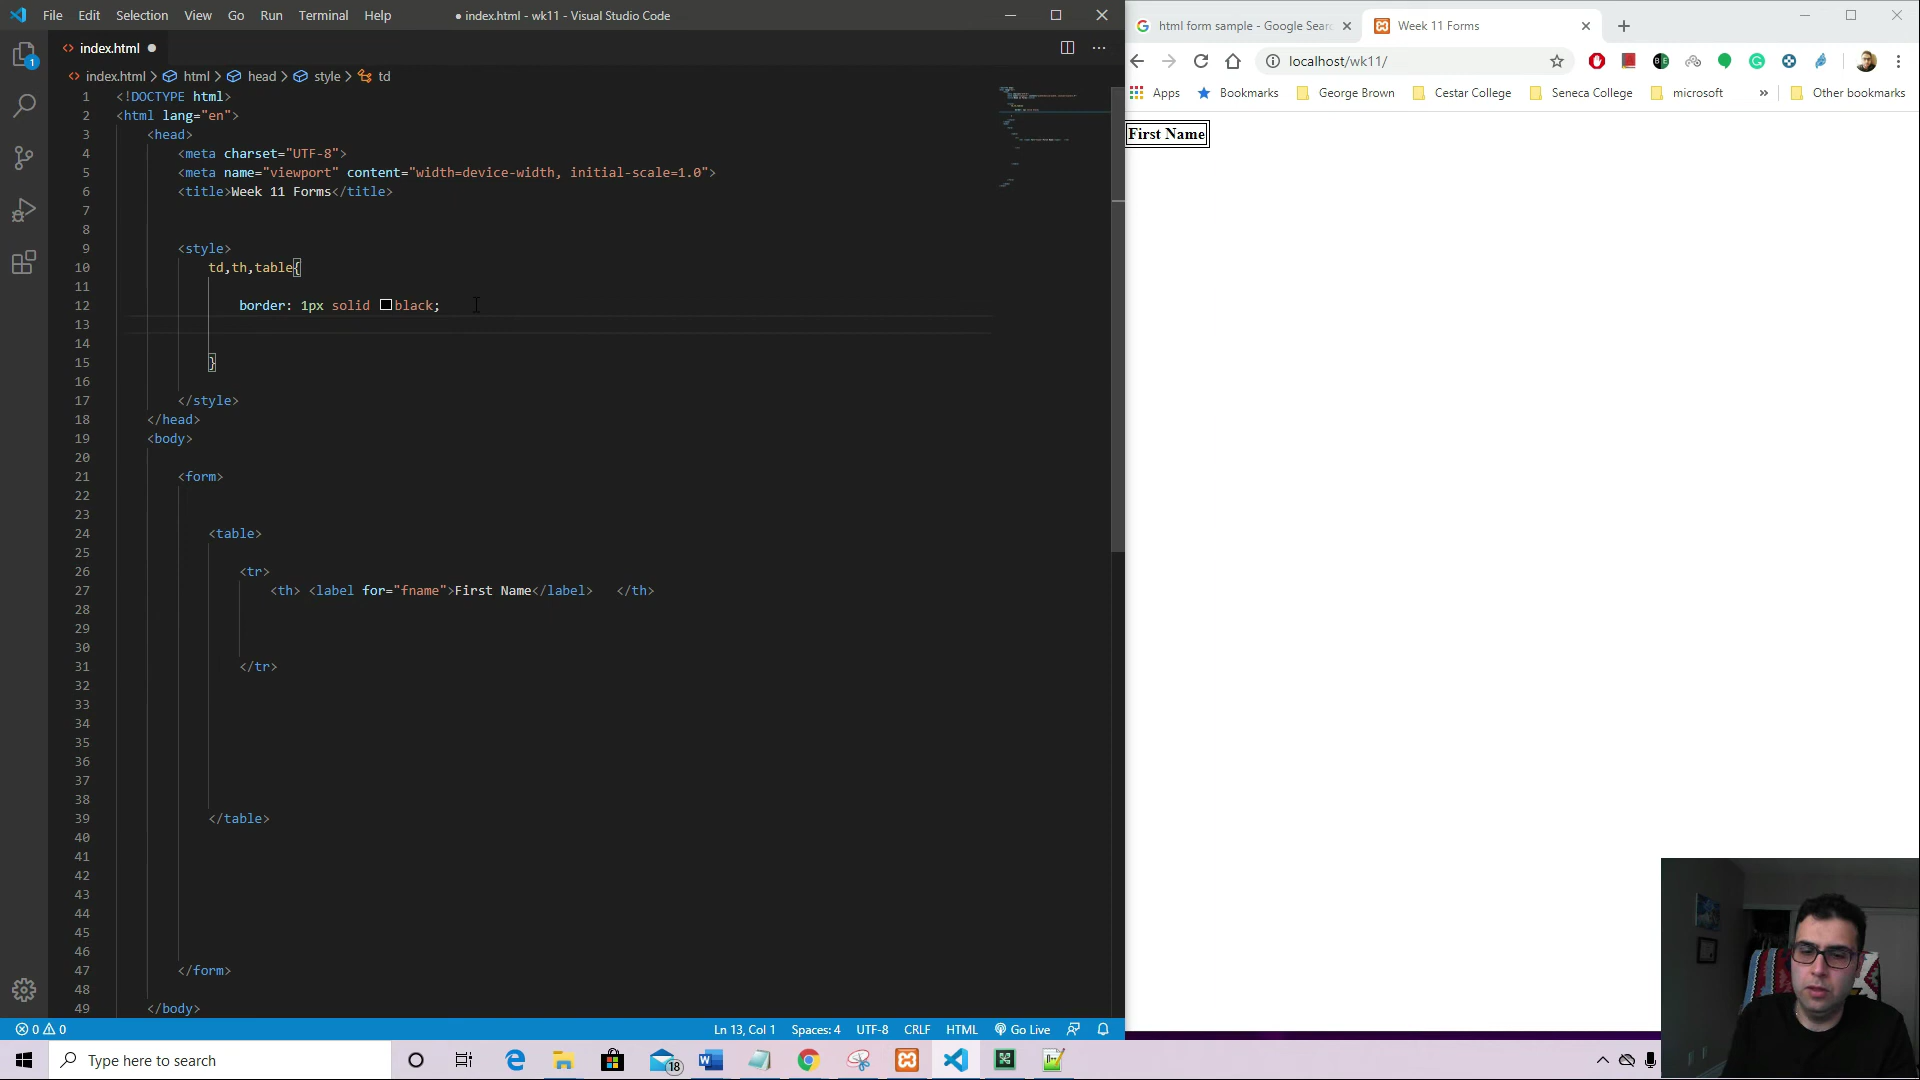 File Edit Selection View Go Run Terminal Help
● index.html - wk11 - Visual Studio Code
index.html ●
index.html > html > head > style > td
1 <!DOCTYPE html>
2 <html lang="en">
3 <head>
4 <meta charset="UTF-8">
5 <meta name="viewport" content="width=device-width, initial-scale=1.0">
6 <title>Week 11 Forms</title>
7
8
9 <style>
10 td,th,table{
11
12 border: 1px solid black;
13
14
15 }
16
17 </style>
18 </head>
19 <body>
20
21 <form>
22
23
24 <table>
25
26 <tr>
27 <th> <label for="fname">First Name</label> </th>
28
29
30
31 </tr>
32
33
34
35
36
37
38
39 </table>
40
41
42
43
44
45
46
47 </form>
48
49 </body>
1
0 0
Ln 13, Col 1 Spaces: 4 UTF-8 CRLF HTML Go Live
html form sample - Google Searc
Week 11 Forms
localhost/wk11/
Apps Bookmarks George Brown Cestar College Seneca College microsoft » Other bookmarks
First Name
Type here to search
18